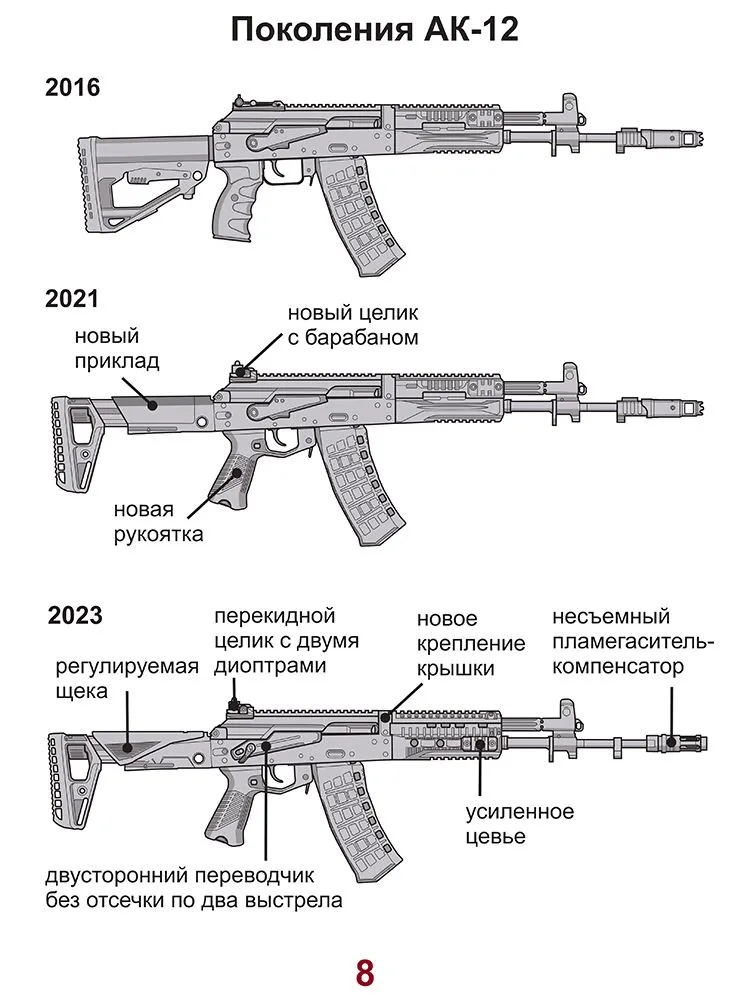 Поколения АК-12
2016
2021
новый
приклад
новый целик
с барабаном
новая
рукоятка
2023
регулируемая
щека
перекидной
целик с двумя
диоптрами
новое
крепление
крышки
несъемный
пламегаситель-
компенсатор
усиленное
цевье
двусторонний переводчик
без отсечки по два выстрела
8